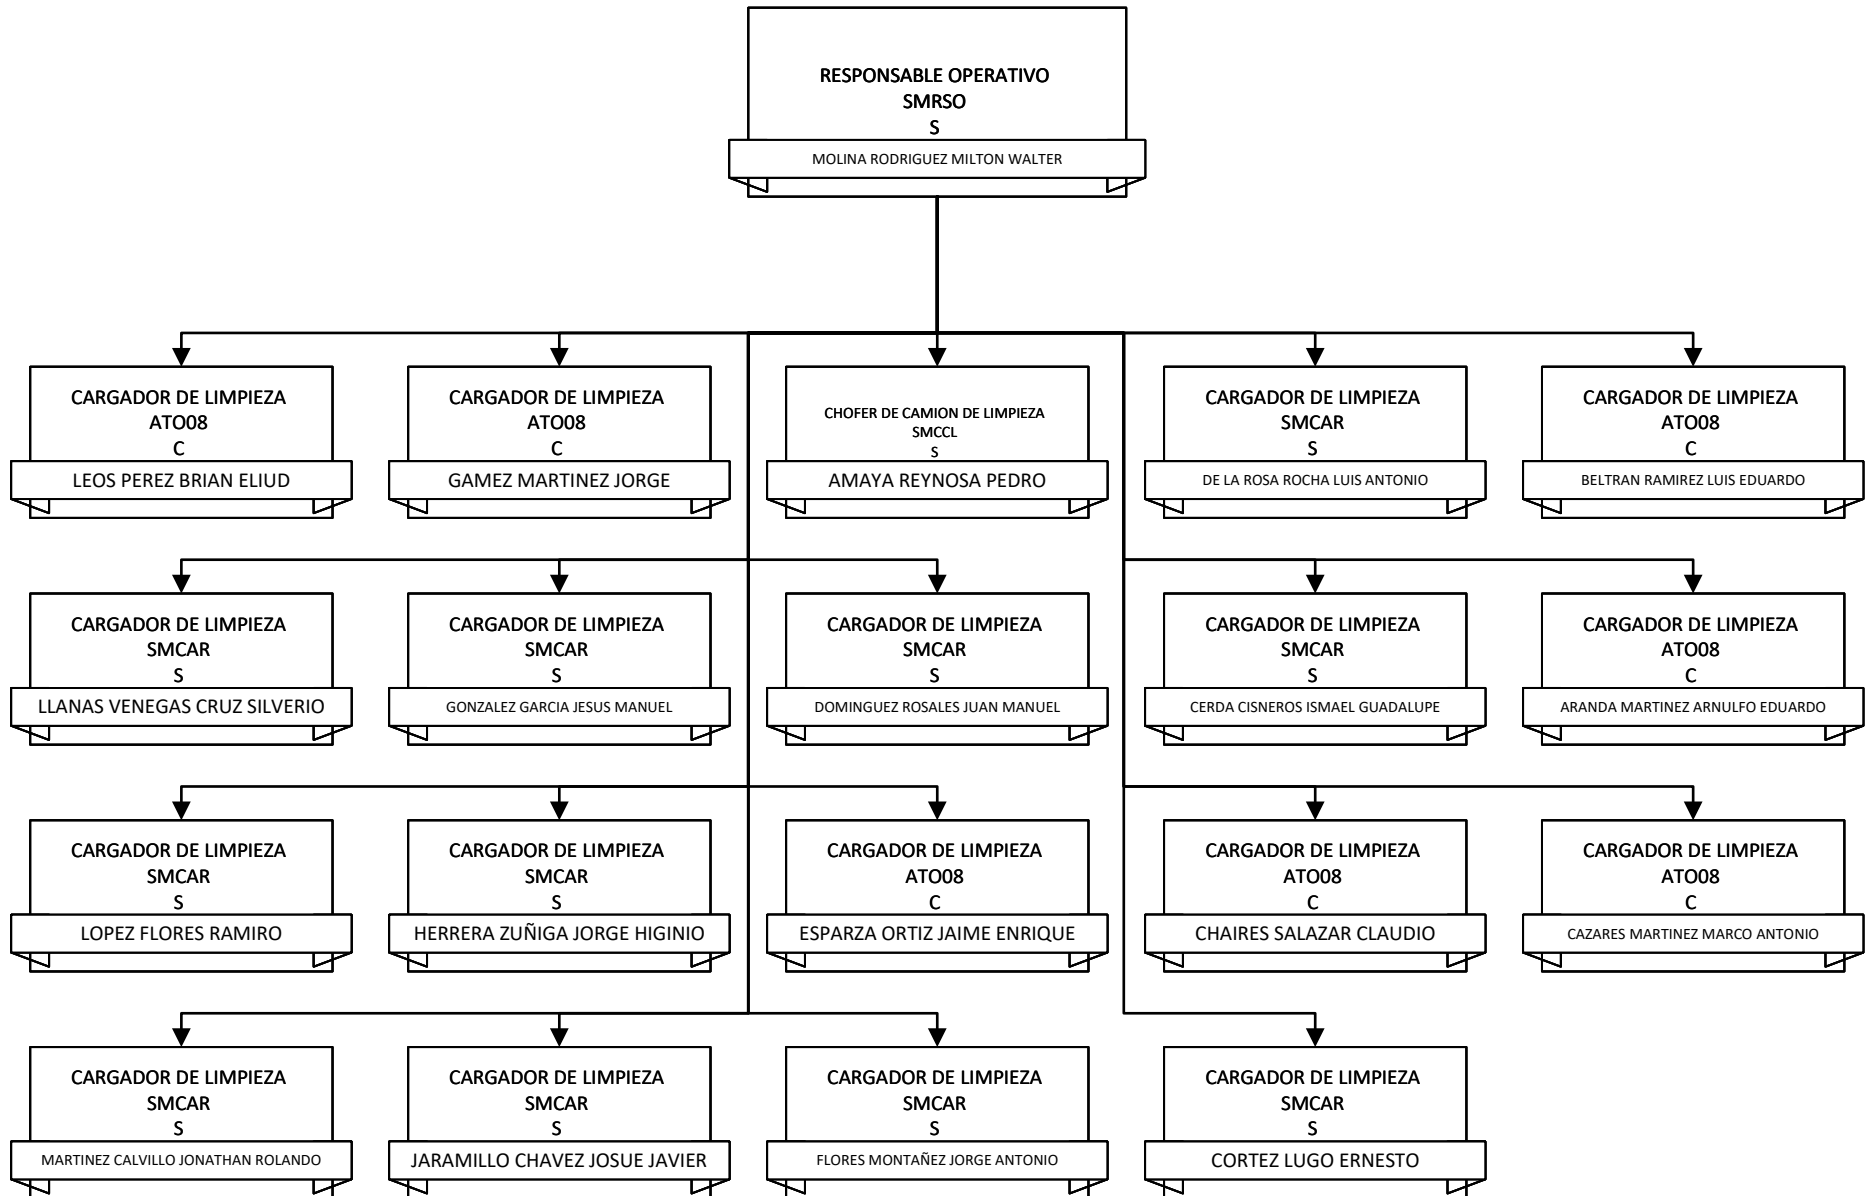 RESPONSABLE OPERATIVO
SMRSO
S
MOLINA RODRIGUEZ MILTON WALTER
CARGADOR DE LIMPIEZA
ATO08
C
LEOS PEREZ BRIAN ELIUD
CARGADOR DE LIMPIEZA
ATO08
C
GAMEZ MARTINEZ JORGE
CHOFER DE CAMION DE LIMPIEZA
SMCCL
S
AMAYA REYNOSA PEDRO
CARGADOR DE LIMPIEZA
SMCAR
S
DE LA ROSA ROCHA LUIS ANTONIO
CARGADOR DE LIMPIEZA
ATO08
C
BELTRAN RAMIREZ LUIS EDUARDO
CARGADOR DE LIMPIEZA
SMCAR
S
LLANAS VENEGAS CRUZ SILVERIO
CARGADOR DE LIMPIEZA
SMCAR
S
GONZALEZ GARCIA JESUS MANUEL
CARGADOR DE LIMPIEZA
SMCAR
S
DOMINGUEZ ROSALES JUAN MANUEL
CARGADOR DE LIMPIEZA
SMCAR
S
CERDA CISNEROS ISMAEL GUADALUPE
CARGADOR DE LIMPIEZA
ATO08
C
ARANDA MARTINEZ ARNULFO EDUARDO
CARGADOR DE LIMPIEZA
SMCAR
S
LOPEZ FLORES RAMIRO
CARGADOR DE LIMPIEZA
SMCAR
S
HERRERA ZUÑIGA JORGE HIGINIO
CARGADOR DE LIMPIEZA
ATO08
C
ESPARZA ORTIZ JAIME ENRIQUE
CARGADOR DE LIMPIEZA
ATO08
C
CHAIRES SALAZAR CLAUDIO
CARGADOR DE LIMPIEZA
ATO08
C
CAZARES MARTINEZ MARCO ANTONIO
CARGADOR DE LIMPIEZA
SMCAR
S
MARTINEZ CALVILLO JONATHAN ROLANDO
CARGADOR DE LIMPIEZA
SMCAR
S
JARAMILLO CHAVEZ JOSUE JAVIER
CARGADOR DE LIMPIEZA
SMCAR
S
FLORES MONTAÑEZ JORGE ANTONIO
CARGADOR DE LIMPIEZA
SMCAR
S
CORTEZ LUGO ERNESTO